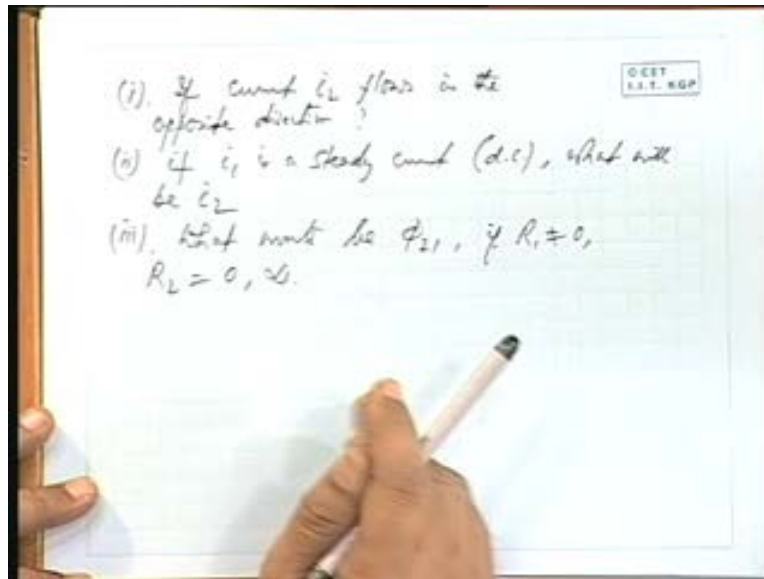 (i). If current i₂ flows in the
opposite direction?
(ii) if i₁ is a steady current (d.c), what will
be i₂
(iii). What would be Φ₂₁, if R₁ ≠ 0,
R₂ = 0, ∞.
© CET
I.I.T. KGP